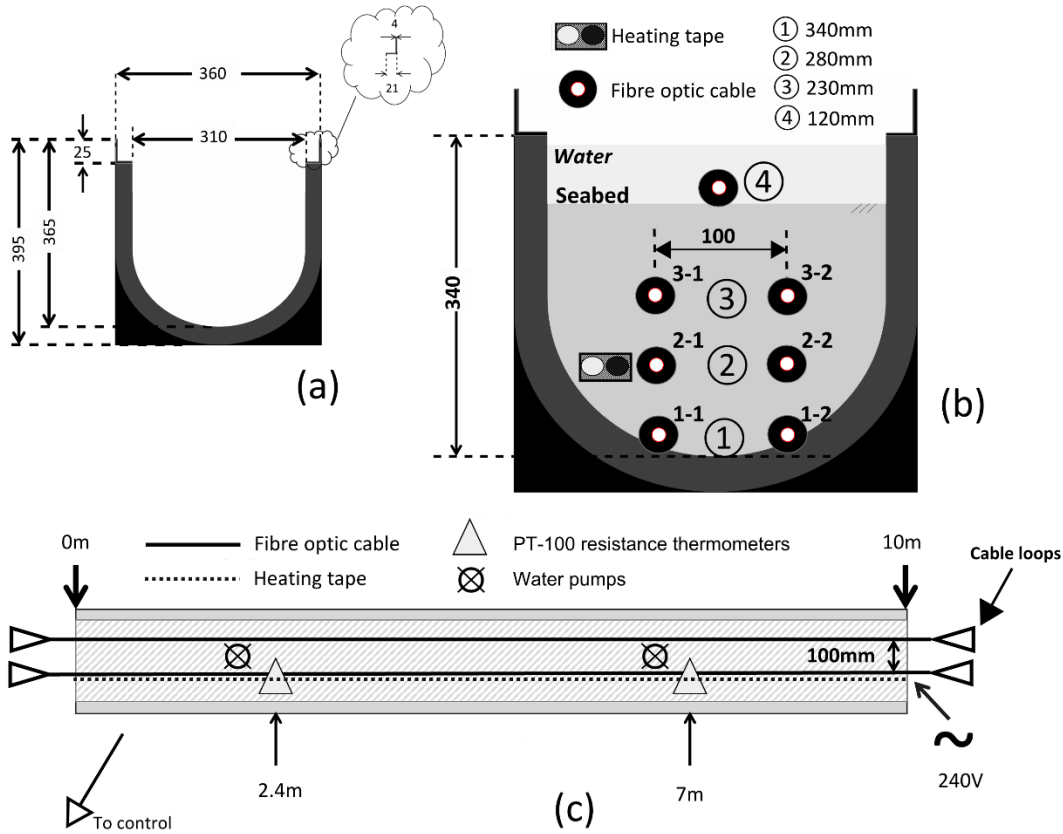 4
21
360
310
25
395
365
(a)
Heating tape
Fibre optic cable
① 340mm
② 280mm
③ 230mm
④ 120mm
Water
Seabed
④
100
3-1
3-2
③
340
2-1
2-2
②
1-1
1-2
①
(b)
0m
Fibre optic cable
Heating tape
PT-100 resistance thermometers
Water pumps
10m
Cable loops
100mm
~
240V
2.4m
7m
(c)
To control